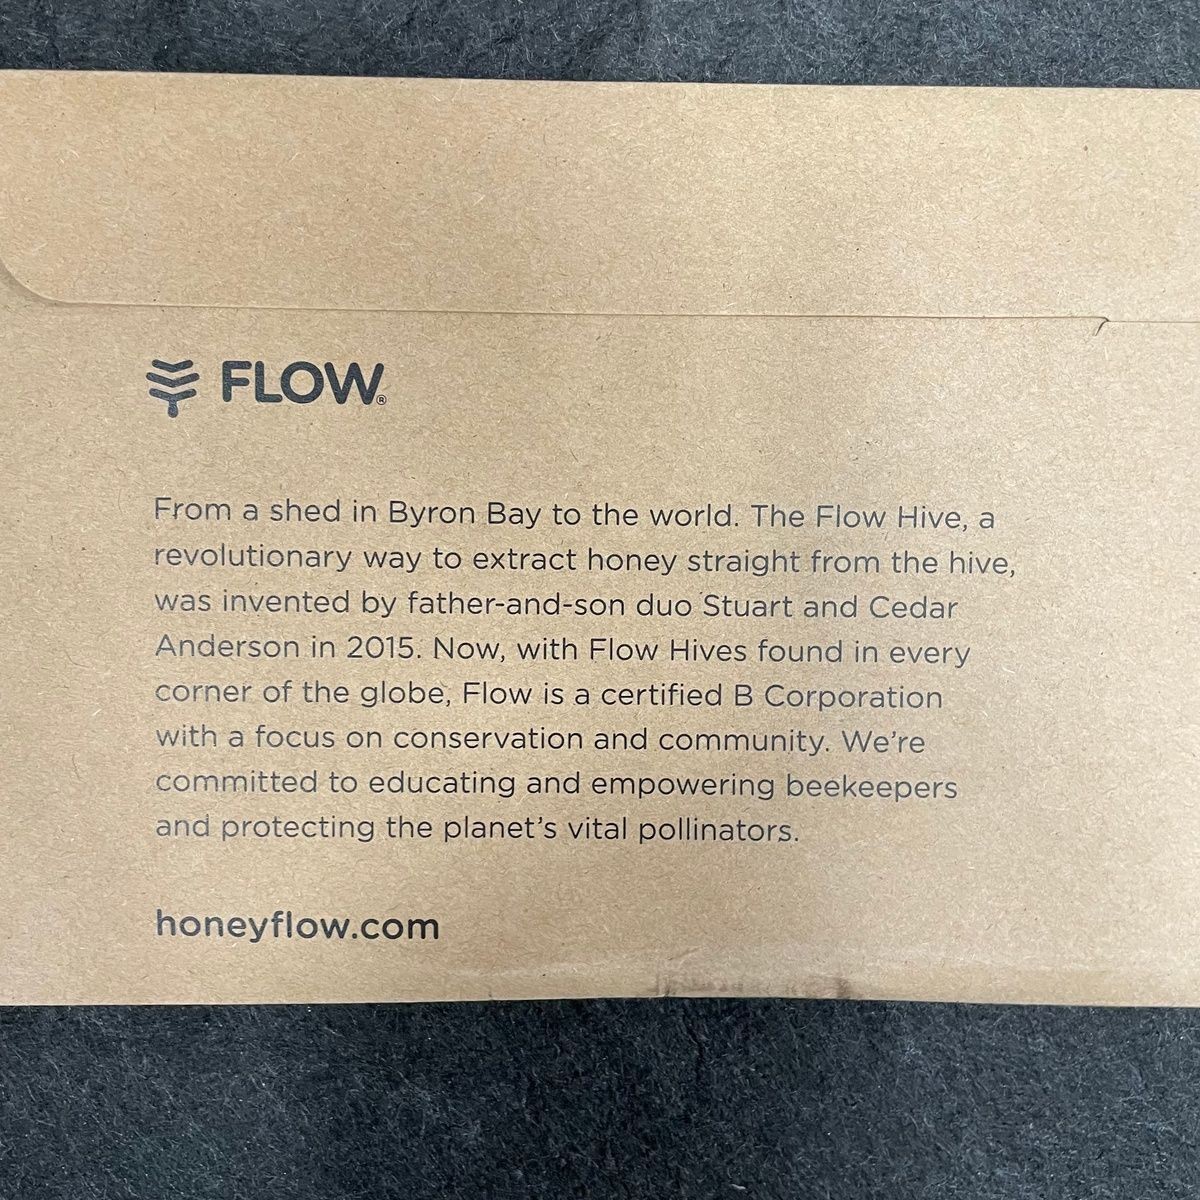 FLOW®
From a shed in Byron Bay to the world. The Flow Hive, a
revolutionary way to extract honey straight from the hive,
was invented by father-and-son duo Stuart and Cedar
Anderson in 2015. Now, with Flow Hives found in every
corner of the globe, Flow is a certified B Corporation
with a focus on conservation and community. We’re
committed to educating and empowering beekeepers
and protecting the planet’s vital pollinators.
honeyflow.com